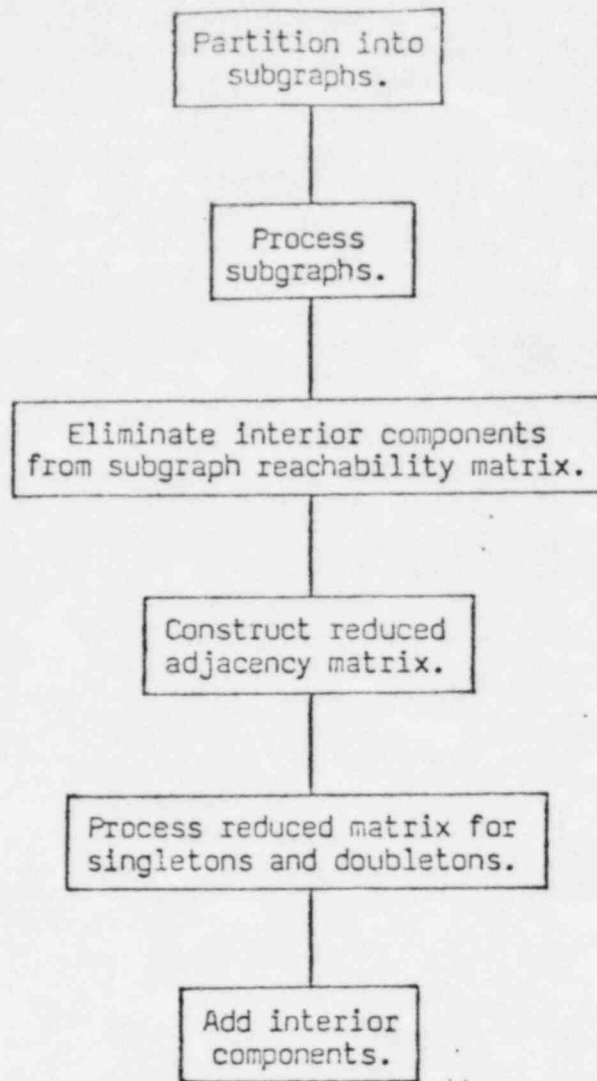 Partition into
subgraphs.
Process
subgraphs.
Eliminate interior components
from subgraph reachability matrix.
Construct reduced
adjacency matrix.
Process reduced matrix for
singletons and doubletons.
Add interior
components.